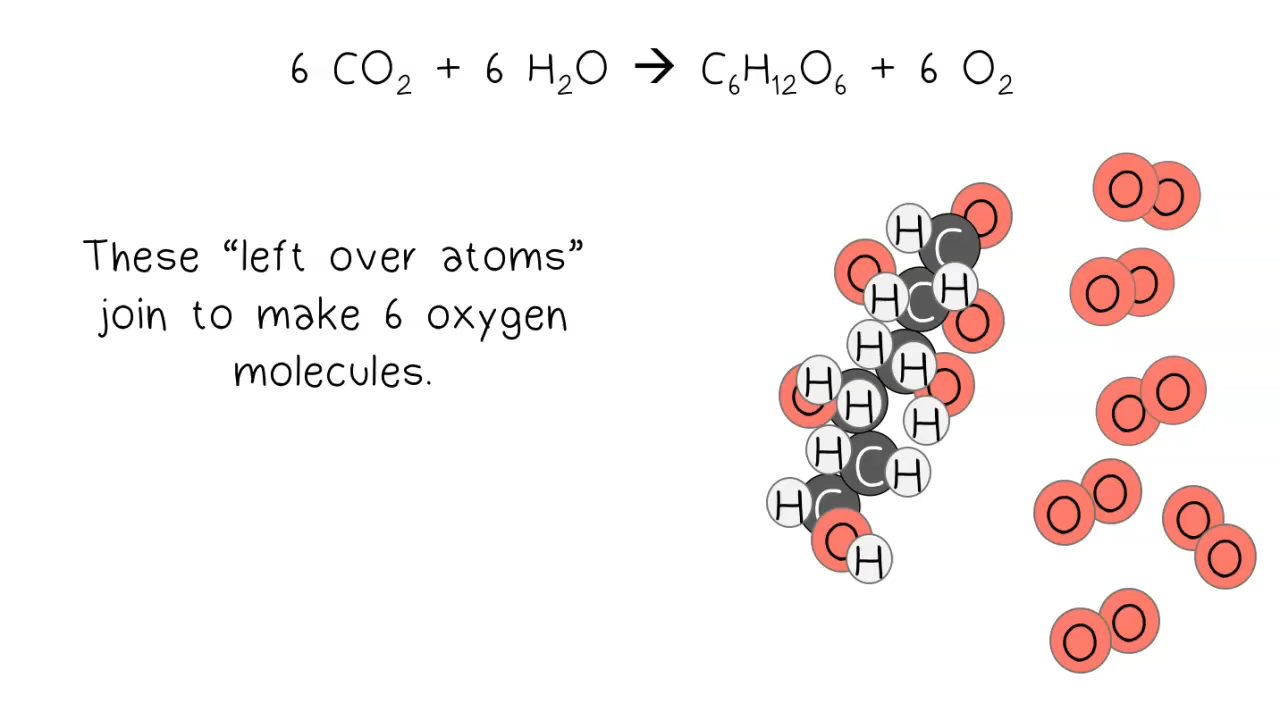 6 CO₂ + 6 H₂O → C₆H₁₂O₆ + 6 O₂
These “left over atoms”
join to make 6 oxygen
molecules.
O O
H C O
O O
O H C H
O
H
H O
O H H
H
H C H
O O
H C
O O
O
H
O O